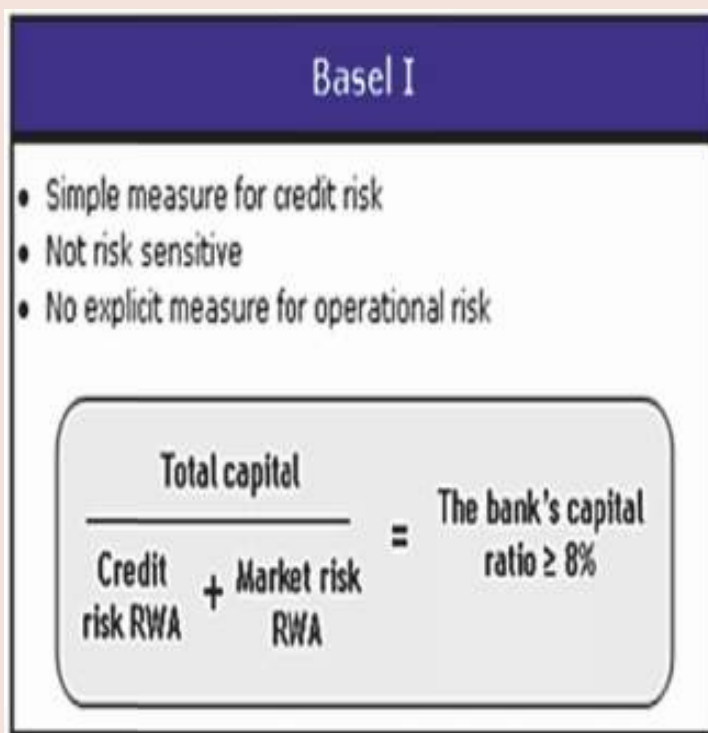 Basel I
• Simple measure for credit risk
• Not risk sensitive
• No explicit measure for operational risk
Total capital
Credit risk RWA + Market risk RWA
=
The bank's capital
ratio ≥ 8%